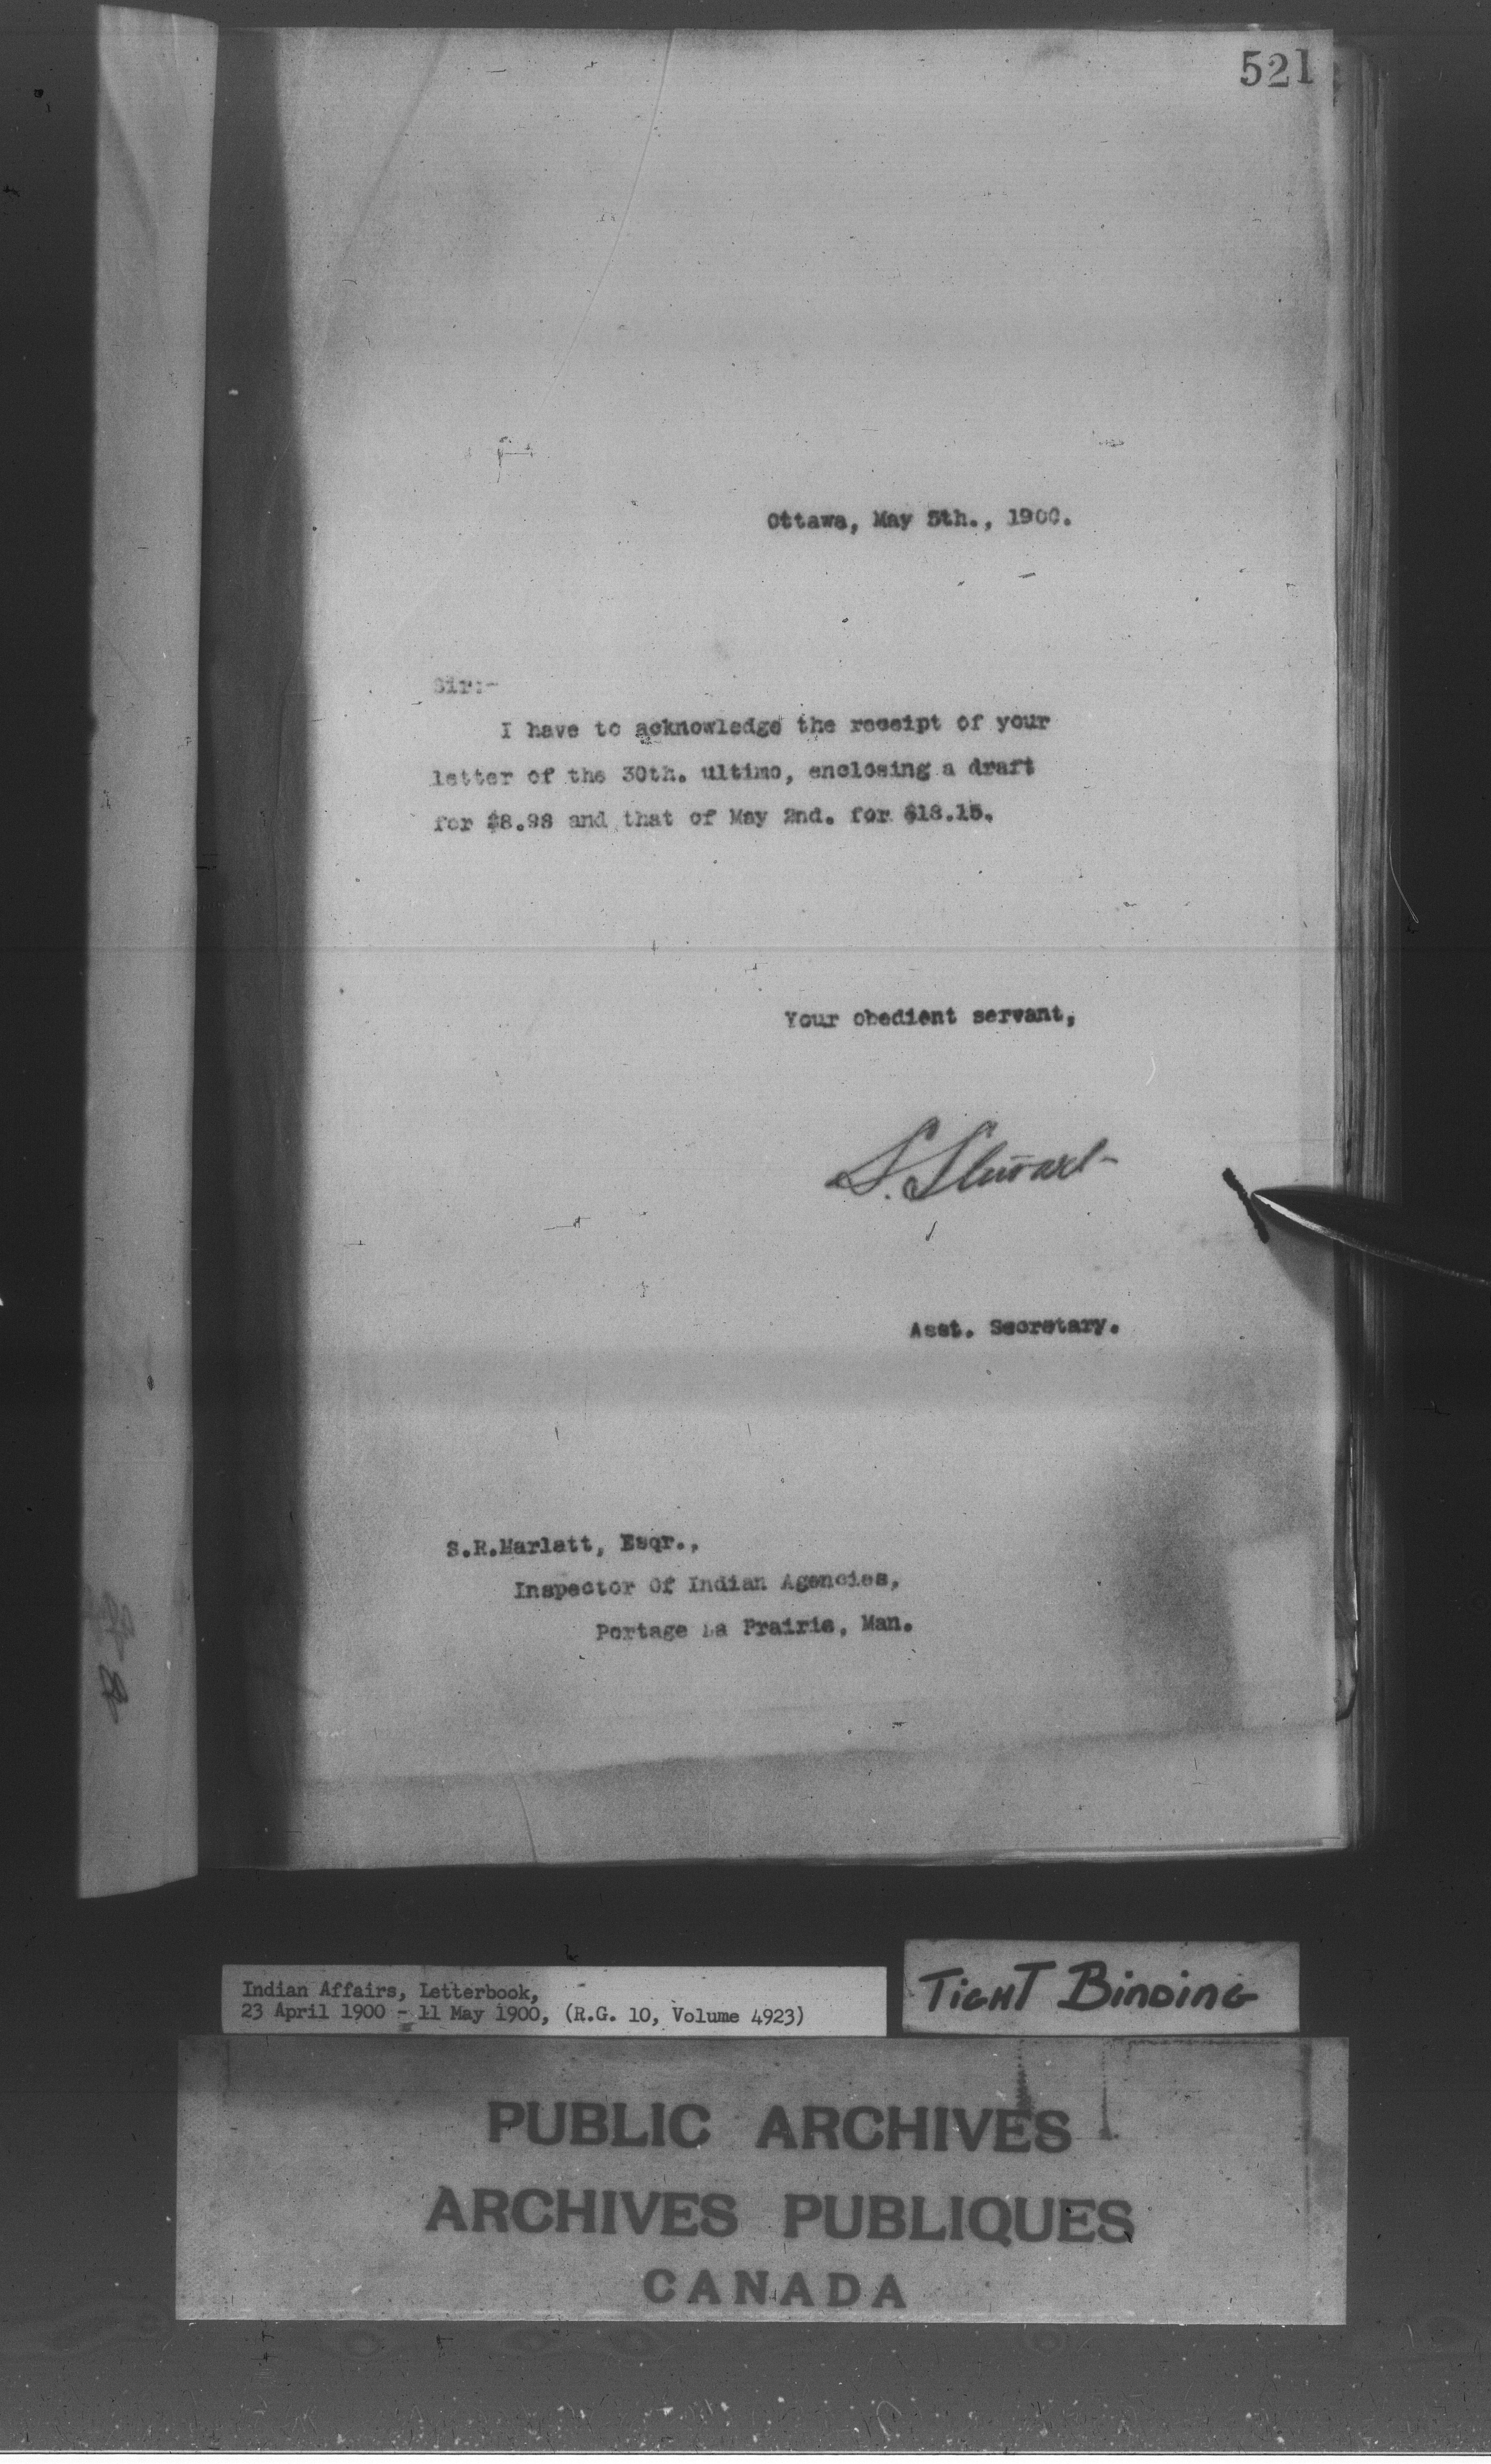 521
Ottawa, May 5th., 1900.
Sir:-
I have to acknowledge the receipt of your
letter of the 30th. ultimo, enclosing a draft
for $8.98 and that of May 2nd. for $18.15.
Your obedient servant,
S. Stewart
Asst. Secretary.
S.R.Marlatt, Esqr.,
Inspector Of Indian Agencies,
Portage La Prairie, Man.
Indian Affairs, Letterbook,
23 April 1900 - 11 May 1900, (R.G. 10, Volume 4923)
TIGHT BINDING
PUBLIC ARCHIVES
ARCHIVES PUBLIQUES
CANADA